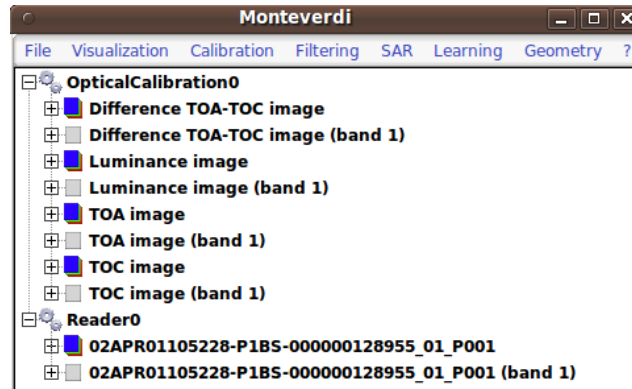 Monteverdi
File Visualization Calibration Filtering SAR Learning Geometry ?
OpticalCalibration0
Difference TOA-TOC image
Difference TOA-TOC image (band 1)
Luminance image
Luminance image (band 1)
TOA image
TOA image (band 1)
TOC image
TOC image (band 1)
Reader0
02APR01105228-P1BS-000000128955_01_P001
02APR01105228-P1BS-000000128955_01_P001 (band 1)